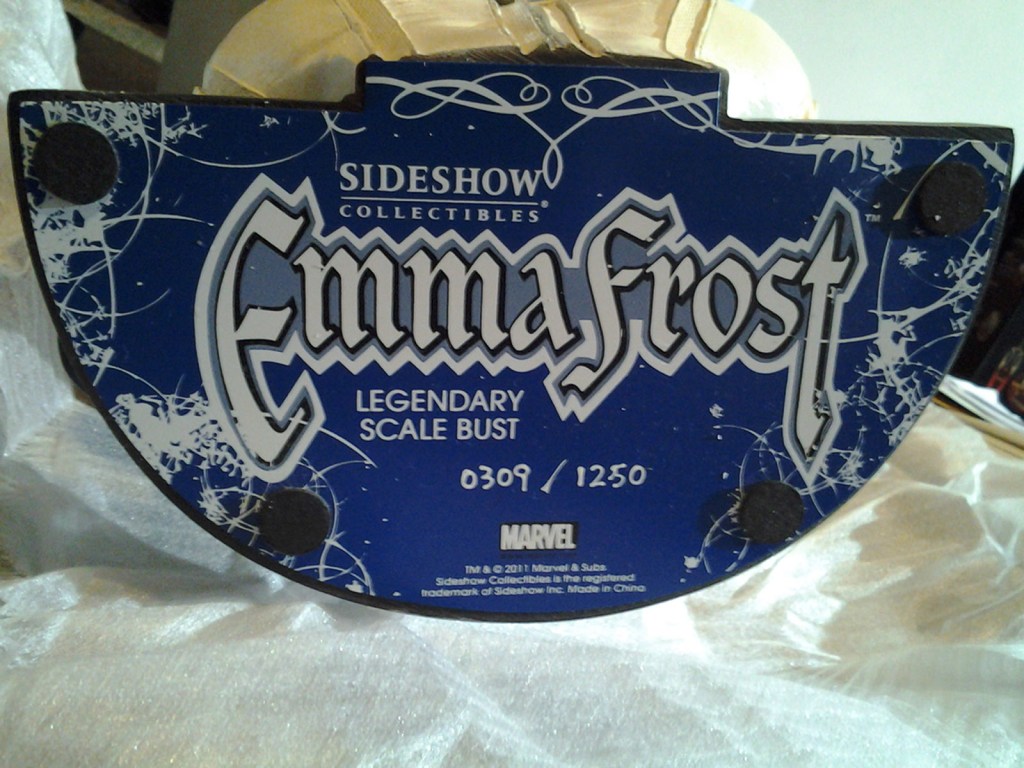 SIDESHOW®
COLLECTIBLES
Emma Frost™
LEGENDARY
SCALE BUST
0309 / 1250
MARVEL
TM & © 2011 Marvel & Subs.
Sideshow Collectibles is the registered
trademark of Sideshow Inc. Made in China